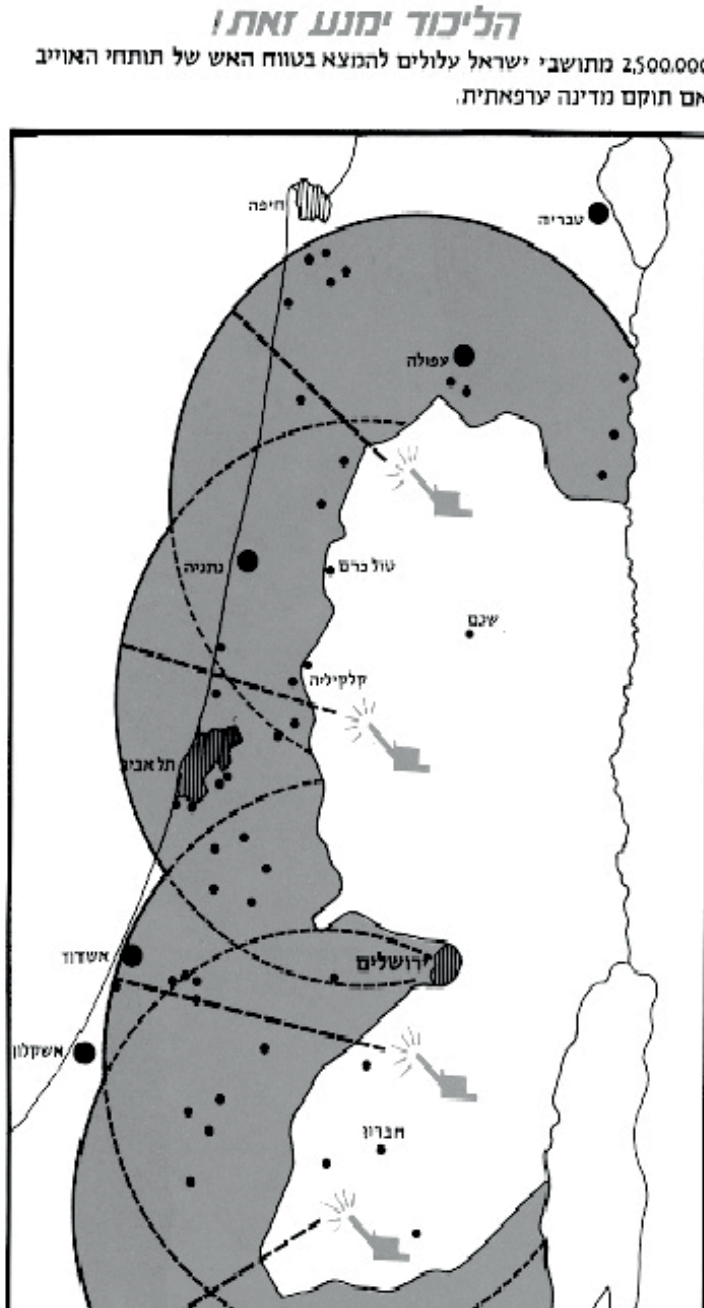 הליכוד ימנע זאת!
2,500.000 מתושבי ישראל עלולים להמצא בטווח האש של תותחי האוייב
אם תוקם מדינה ערפאתית.
חיפה
טבריה
עפולה
נתניה
טול כרם
שכם
קלקיליה
תל אביב
אשדוד
ירושלים
אשקלון
חברון